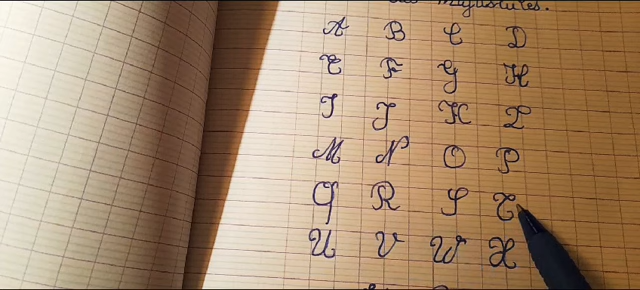 majuscules.
A B C D
E F G H
I J K L
M N O P
Q R S T
U V W X